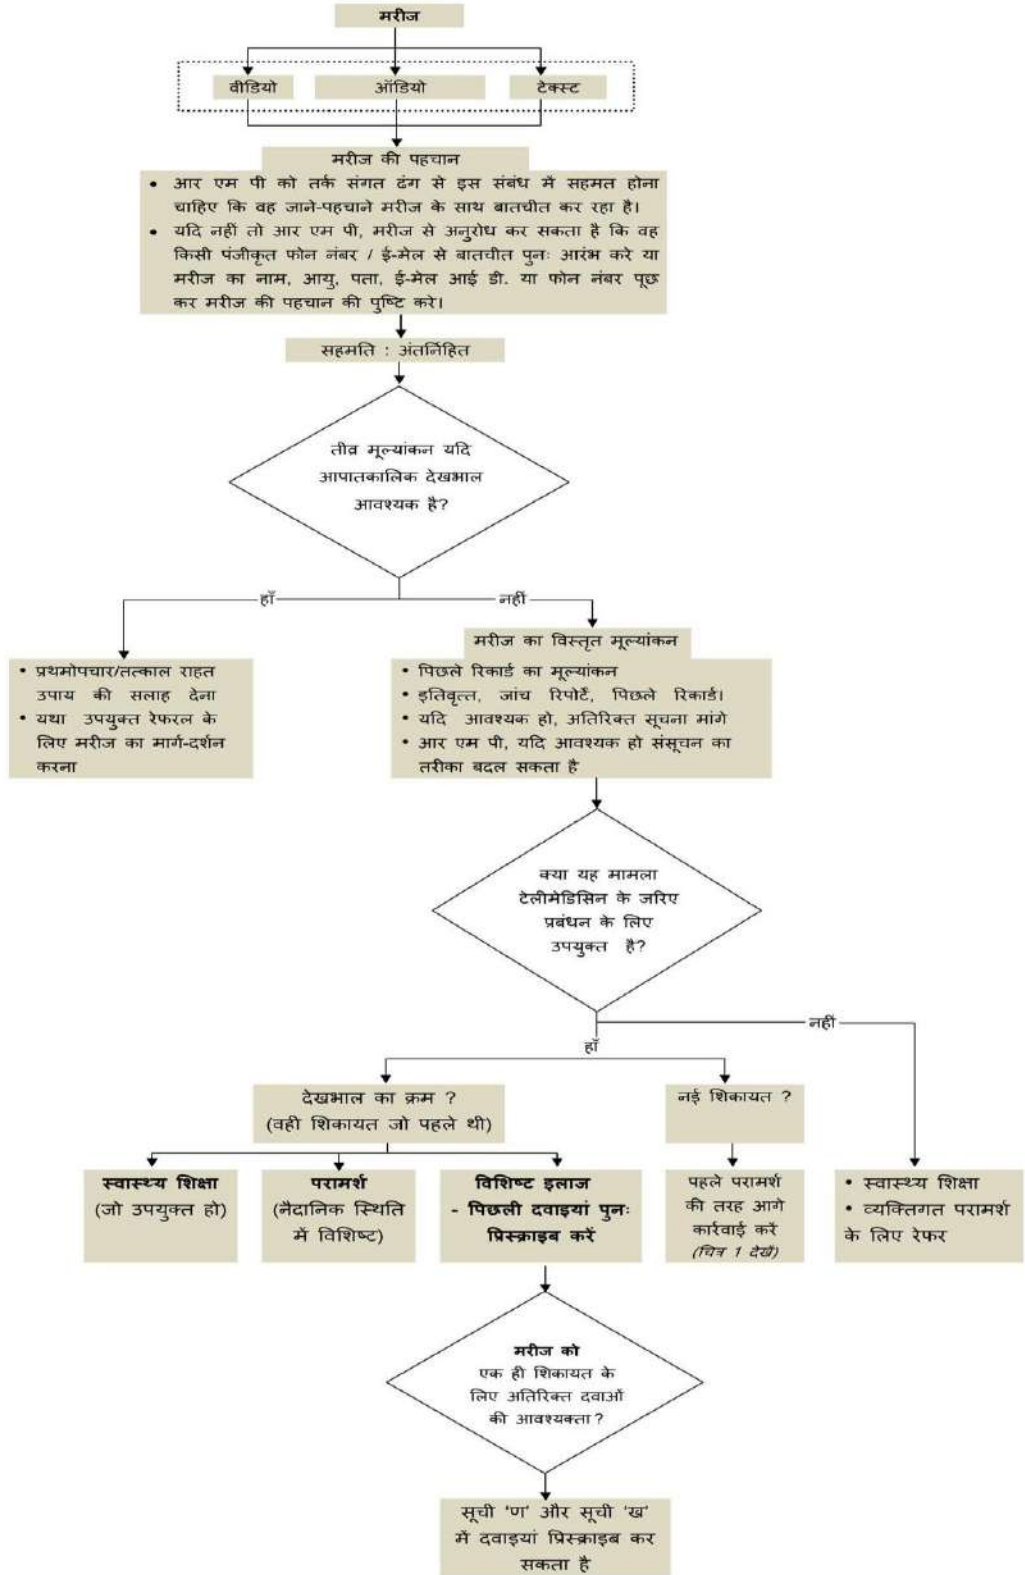 मरीज
वीडियो
ऑडियो
टेक्स्ट
मरीज की पहचान
• आर एम पी को तर्क संगत ढंग से इस संबंध में सहमत होना
चाहिए कि वह जाने-पहचाने मरीज के साथ बातचीत कर रहा है।
• यदि नहीं तो आर एम पी, मरीज से अनुरोध कर सकता है कि वह
किसी पंजीकृत फोन नंबर / ई-मेल से बातचीत पुनः आरंभ करे या
मरीज का नाम, आयु, पता, ई-मेल आई डी. या फोन नंबर पूछ
कर मरीज की पहचान की पुष्टि करे।
सहमति : अंतर्निहित
तीव्र मूल्यांकन यदि
आपातकालिक देखभाल
आवश्यक है?
हाँ
नहीं
• प्रथमोपचार/तत्काल राहत
उपाय की सलाह देना
• यथा उपयुक्त रेफरल के
लिए मरीज का मार्ग-दर्शन
करना
मरीज का विस्तृत मूल्यांकन
• पिछले रिकार्ड का मूल्यांकन
• इतिवृत्त, जांच रिपोर्टें, पिछले रिकार्ड।
• यदि आवश्यक हो, अतिरिक्त सूचना मांगे
• आर एम पी, यदि आवश्यक हो संसूचन का
तरीका बदल सकता है
क्या यह मामला
टेलीमेडिसिन के जरिए
प्रबंधन के लिए
उपयुक्त है?
नहीं
हाँ
देखभाल का क्रम ?
(वही शिकायत जो पहले थी)
नई शिकायत ?
स्वास्थ्य शिक्षा
(जो उपयुक्त हो)
परामर्श
(नैदानिक स्थिति
में विशिष्ट)
विशिष्ट इलाज
- पिछली दवाइयां पुनः
प्रिस्क्राइब करें
पहले परामर्श
की तरह आगे
कार्रवाई करें
(चित्र 1 देखें)
• स्वास्थ्य शिक्षा
• व्यक्तिगत परामर्श
के लिए रेफर
मरीज को
एक ही शिकायत के
लिए अतिरिक्त दवाओं
की आवश्यक्ता?
सूची 'ण' और सूची 'ख'
में दवाइयां प्रिस्क्राइब कर
सकता है